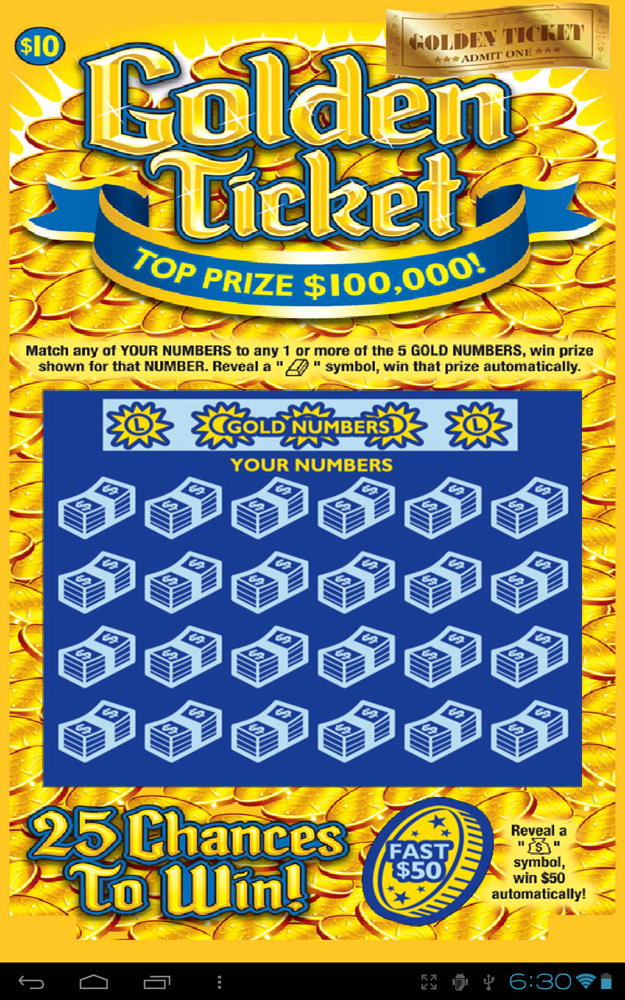 $10
GOLDEN TICKET
ADMIT ONE
Golden
Ticket
TOP PRIZE $100,000!
Match any of YOUR NUMBERS to any 1 or more of the 5 GOLD NUMBERS, win prize
shown for that NUMBER. Reveal a " " symbol, win that prize automatically.
L GOLD NUMBERS L
YOUR NUMBERS
$ $ $ $ $ $
$ $ $ $ $ $
$ $ $ $ $ $
$ $ $ $ $ $
25 Chances
To Win!
FAST
$50
Reveal a
" $ "
symbol,
win $50
automatically!
6:30